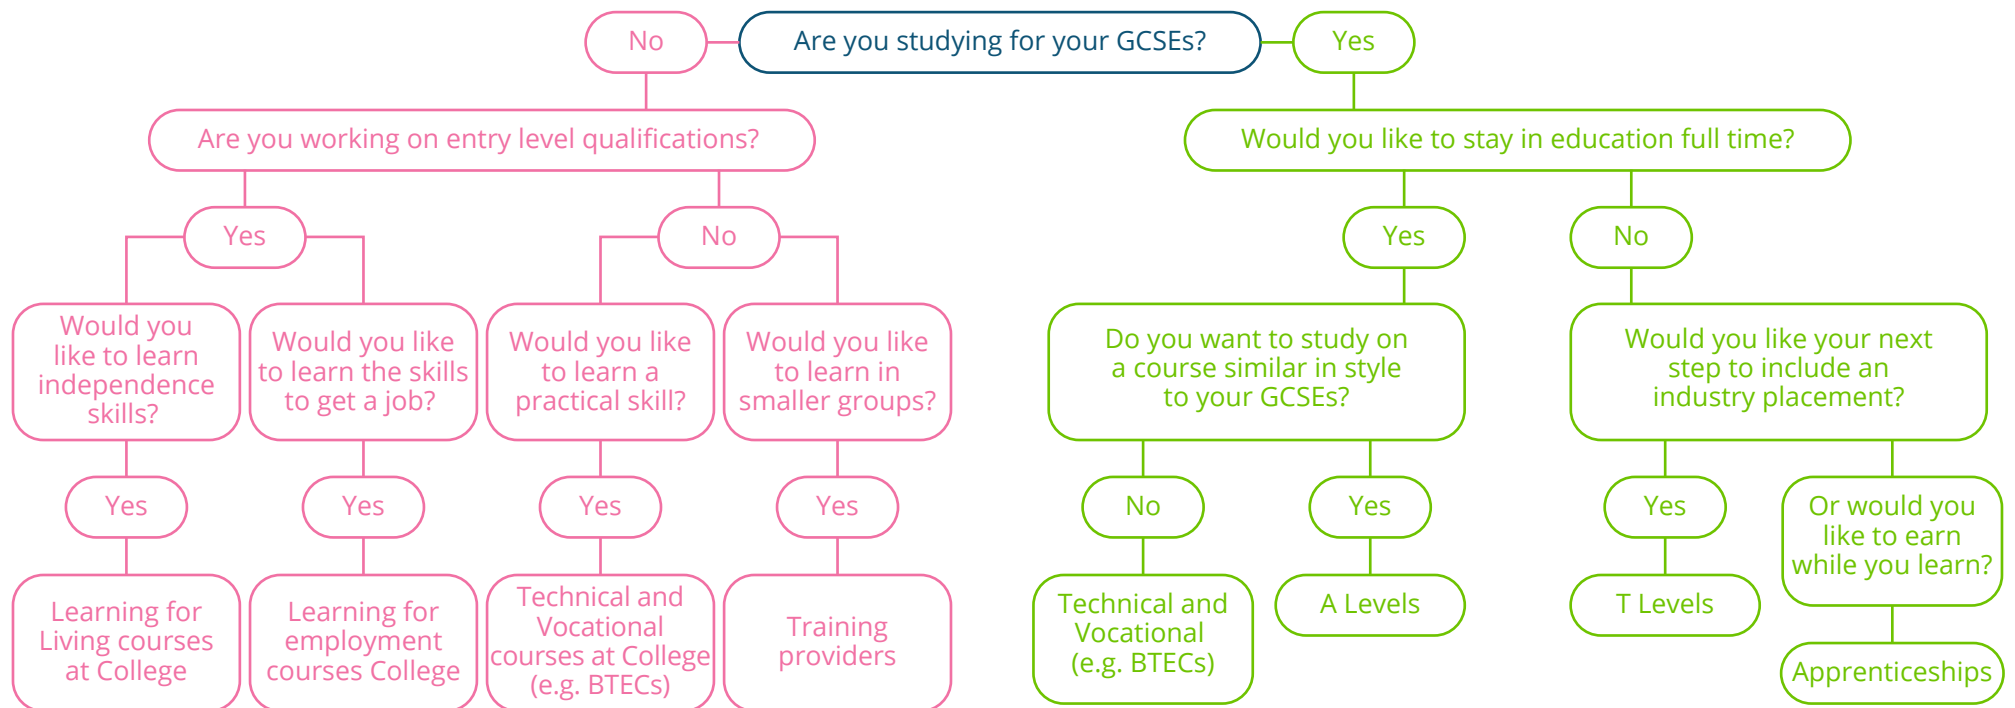 No
Are you studying for your GCSEs?
Yes
Are you working on entry level qualifications?
Would you like to stay in education full time?
Yes
No
Yes
No
Would you
like to learn
independence
skills?
Would you like
to learn the skills
to get a job?
Would you like
to learn a
practical skill?
Would you like
to learn in
smaller groups?
Do you want to study on
a course similar in style
to your GCSEs?
Would you like your next
step to include an
industry placement?
Yes
Yes
Yes
Yes
No
Yes
Yes
Or would you
like to earn
while you learn?
Learning for
Living courses
at College
Learning for
employment
courses College
Technical and
Vocational
courses at College
(e.g. BTECs)
Training
providers
Technical and
Vocational
(e.g. BTECs)
A Levels
T Levels
Apprenticeships